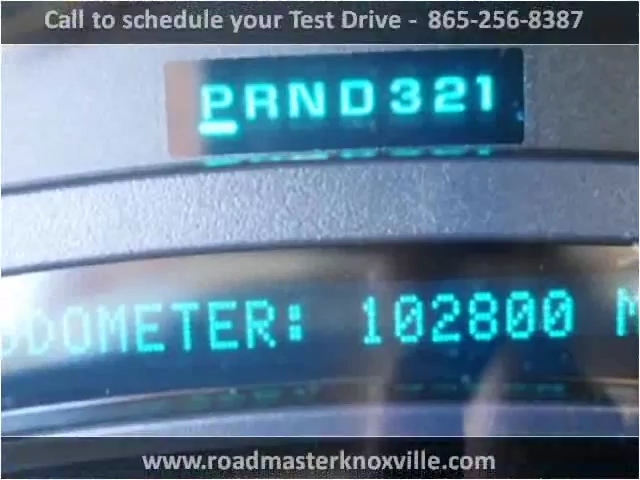 Call to schedule your Test Drive - 865-256-8387
PRND321
ODOMETER: 102800 M
www.roadmasterknoxville.com